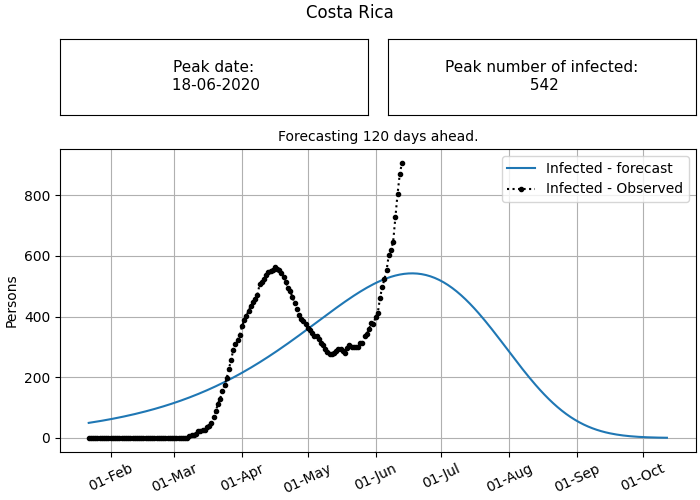 Costa Rica
Peak date:
18-06-2020
Peak number of infected:
542
Forecasting 120 days ahead.
Infected - forecast
Infected - Observed
Persons
800
600
400
200
0
01-Feb
01-Mar
01-Apr
01-May
01-Jun
01-Jul
01-Aug
01-Sep
01-Oct